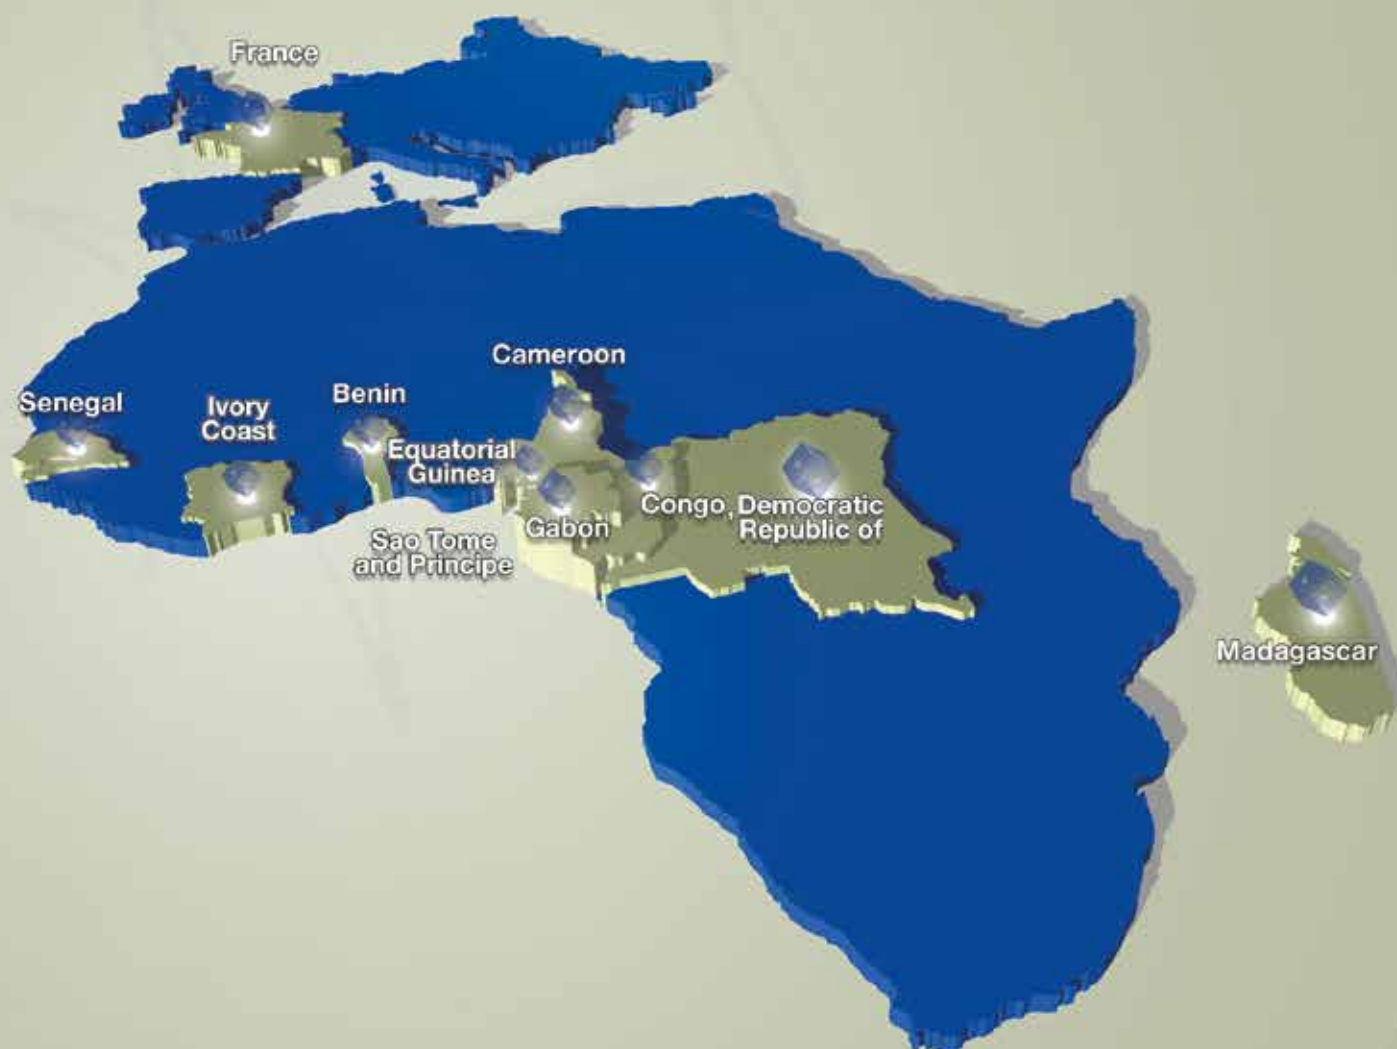 France
Cameroon
Senegal
Ivory
Coast
Benin
Equatorial
Guinea
Gabon
Congo,
Democratic
Republic of
Sao Tome
and Principe
Madagascar